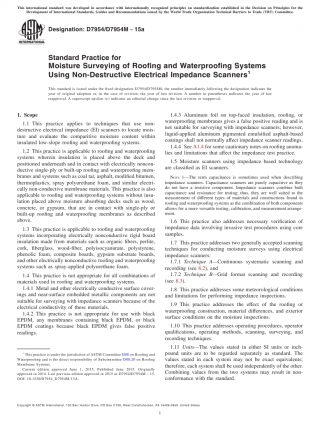 This international standard was developed in accordance with internationally recognized principles on standardization established in the Decision on Principles for the
Development of International Standards, Guides and Recommendations issued by the World Trade Organization Technical Barriers to Trade (TBT) Committee.
Designation: D7954/D7954M − 15a
Standard Practice for
Moisture Surveying of Roofing and Waterproofing Systems
Using Non-Destructive Electrical Impedance Scanners1
This standard is issued under the fixed designation D7954/D7954M; the number immediately following the designation indicates the
year of original adoption or, in the case of revision, the year of last revision. A number in parentheses indicates the year of last
reapproval. A superscript epsilon (ε) indicates an editorial change since the last revision or reapproval.
1. Scope
1.1 This practice applies to techniques that use non-
destructive electrical impedance (EI) scanners to locate mois-
ture and evaluate the comparative moisture content within
insulated low-slope roofing and waterproofing systems.
1.2 This practice is applicable to roofing and waterproofing
systems wherein insulation is placed above the deck and
positioned underneath and in contact with electrically noncon-
ductive single-ply or built-up roofing and waterproofing mem-
branes and systems such as coal tar, asphalt, modified bitumen,
thermoplastics, spray polyurethane foam, and similar electri-
cally non-conductive membrane materials. This practice is also
applicable to roofing and waterproofing systems without insu-
lation placed above moisture absorbing decks such as wood,
concrete, or gypsum, that are in contact with single-ply or
built-up roofing and waterproofing membranes as described
above.
1.3 This practice is applicable to roofing and waterproofing
systems incorporating electrically nonconductive rigid board
insulation made from materials such as organic fibers, perlite,
cork, fiberglass, wood-fiber, polyisocyanurate, polystyrene,
phenolic foam, composite boards, gypsum substrate boards,
and other electrically nonconductive roofing and waterproofing
systems such as spray-applied polyurethane foam.
1.4 This practice is not appropriate for all combinations of
materials used in roofing and waterproofing systems.
1.4.1 Metal and other electrically conductive surface cover-
ings and near-surface embedded metallic components are not
suitable for surveying with impedance scanners because of the
electrical conductivity of these materials.
1.4.2 This practice is not appropriate for use with black
EPDM, any membranes containing black EPDM, or black
EPDM coatings because black EPDM gives false positive
readings.
1 This practice is under the jurisdiction of ASTM Committee D08 on Roofing and
Waterproofing and is the direct responsibility of Subcommittee D08.20 on Roofing
Membrane Systems.
Current edition approved June 1, 2015. Published June 2015. Originally
approved in 2014. Last previous edition approved in 2015 as D7954/D7954M – 15.
DOI: 10.1520/D7954_D7954M-15A.
1.4.3 Aluminum foil on top-faced insulation, roofing, or
waterproofing membranes gives a false positive reading and is
not suitable for surveying with impedance scanners; however,
liquid-applied aluminum pigmented emulsified asphalt-based
coatings shall not normally affect impedance scanner readings.
1.4.4 See A1.4 for some cautionary notes on roofing anoma-
lies and limitations that affect the impedance test practice.
1.5 Moisture scanners using impedance based technology
are classified as EI scanners.
NOTE 1—The term capacitance is sometimes used when describing
impedance scanners. Capacitance scanners are purely capacitive as they
do not have a resistive component. Impedance scanners combine both
capacitance and resistance for testing; thus, they are well suited to the
measurement of different types of materials and constructions found in
roofing and waterproofing systems as the combination of both components
allows for a more versatile testing, calibration, and measurement arrange-
ment.
1.6 This practice also addresses necessary verification of
impedance data involving invasive test procedures using core
samples.
1.7 This practice addresses two generally accepted scanning
techniques for conducting moisture surveys using electrical
impedance scanners:
1.7.1 Technique A—Continuous systematic scanning and
recording (see 8.2), and
1.7.2 Technique B—Grid format scanning and recording
(see 8.3).
1.8 This practice addresses some meteorological conditions
and limitations for performing impedance inspections.
1.9 This practice addresses the effect of the roofing or
waterproofing construction, material differences, and exterior
surface conditions on the moisture inspections.
1.10 This practice addresses operating procedures, operator
qualifications, operating methods, scanning, surveying, and
recording techniques.
1.11 Units—The values stated in either SI units or inch-
pound units are to be regarded separately as standard. The
values stated in each system may not be exact equivalents;
therefore, each system shall be used independently of the other.
Combining values from the two systems may result in non-
conformance with the standard.
Copyright © ASTM International, 100 Barr Harbor Drive, PO Box C700, West Conshohocken, PA 19428-2959. United States
1